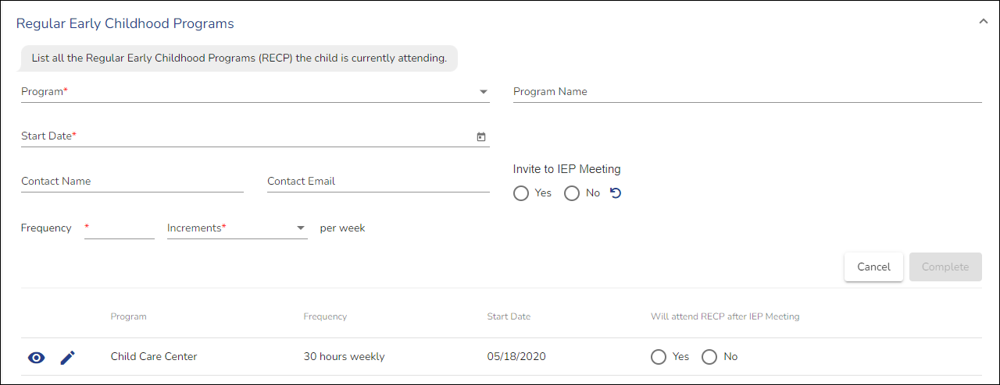 Regular Early Childhood Programs
List all the Regular Early Childhood Programs (RECP) the child is currently attending.
Program* Program Name
Start Date*
Invite to IEP Meeting
Contact Name Contact Email
Yes No
Frequency * Increments* per week
Cancel Complete
Program Frequency Start Date Will attend RECP after IEP Meeting
Child Care Center 30 hours weekly 05/18/2020 Yes No